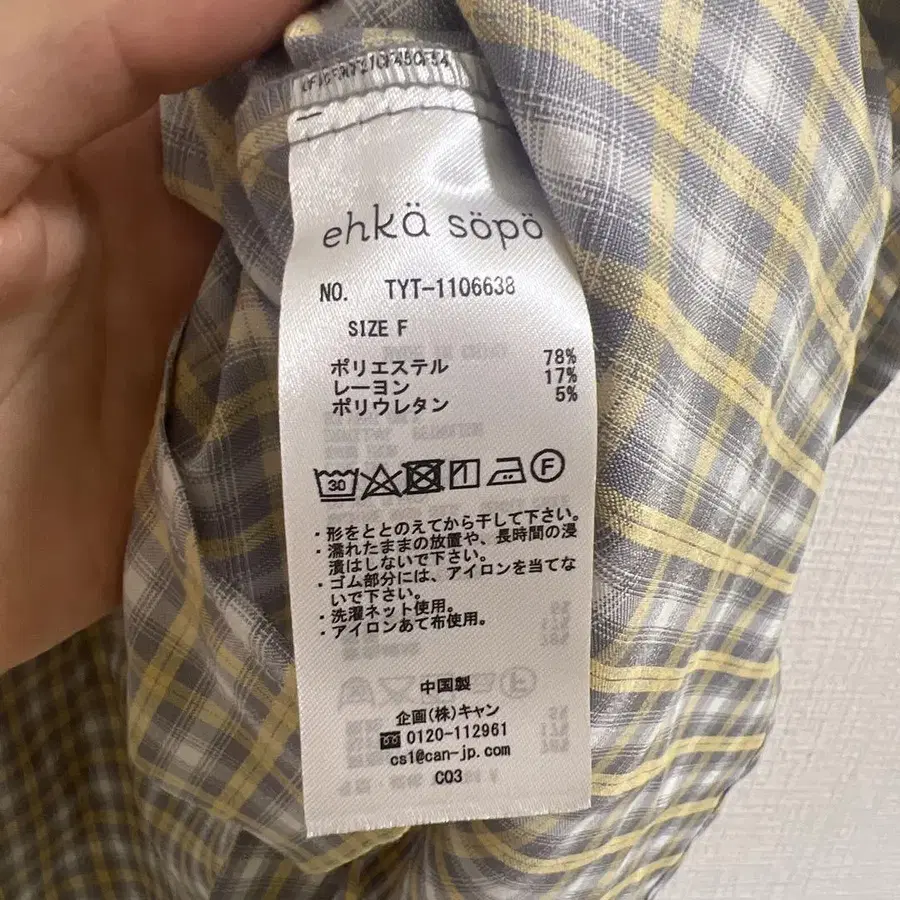 ehkä söpö
NO. TYT-1106638
SIZE F
ポリエステル 78%
レーヨン 17%
ポリウレタン 5%
30
F
・形をととのえてから干して下さい。
・濡れたままの放置や、長時間の浸
漬はしないで下さい。
・ゴム部分には、アイロンを当てな
いで下さい。
・洗濯ネット使用。
・アイロンあて布使用。
中国製
企画(株)キャン
0120-112961
cs1@can-jp.com
C03